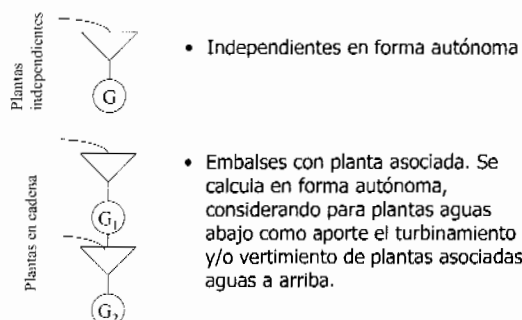 Plantas
independientes
G
• Independientes en forma autónoma
Plantas en cadena
G1
G2
• Embalses con planta asociada. Se
calcula en forma autónoma,
considerando para plantas aguas
abajo como aporte el turbinamiento
y/o vertimiento de plantas asociadas
aguas a arriba.